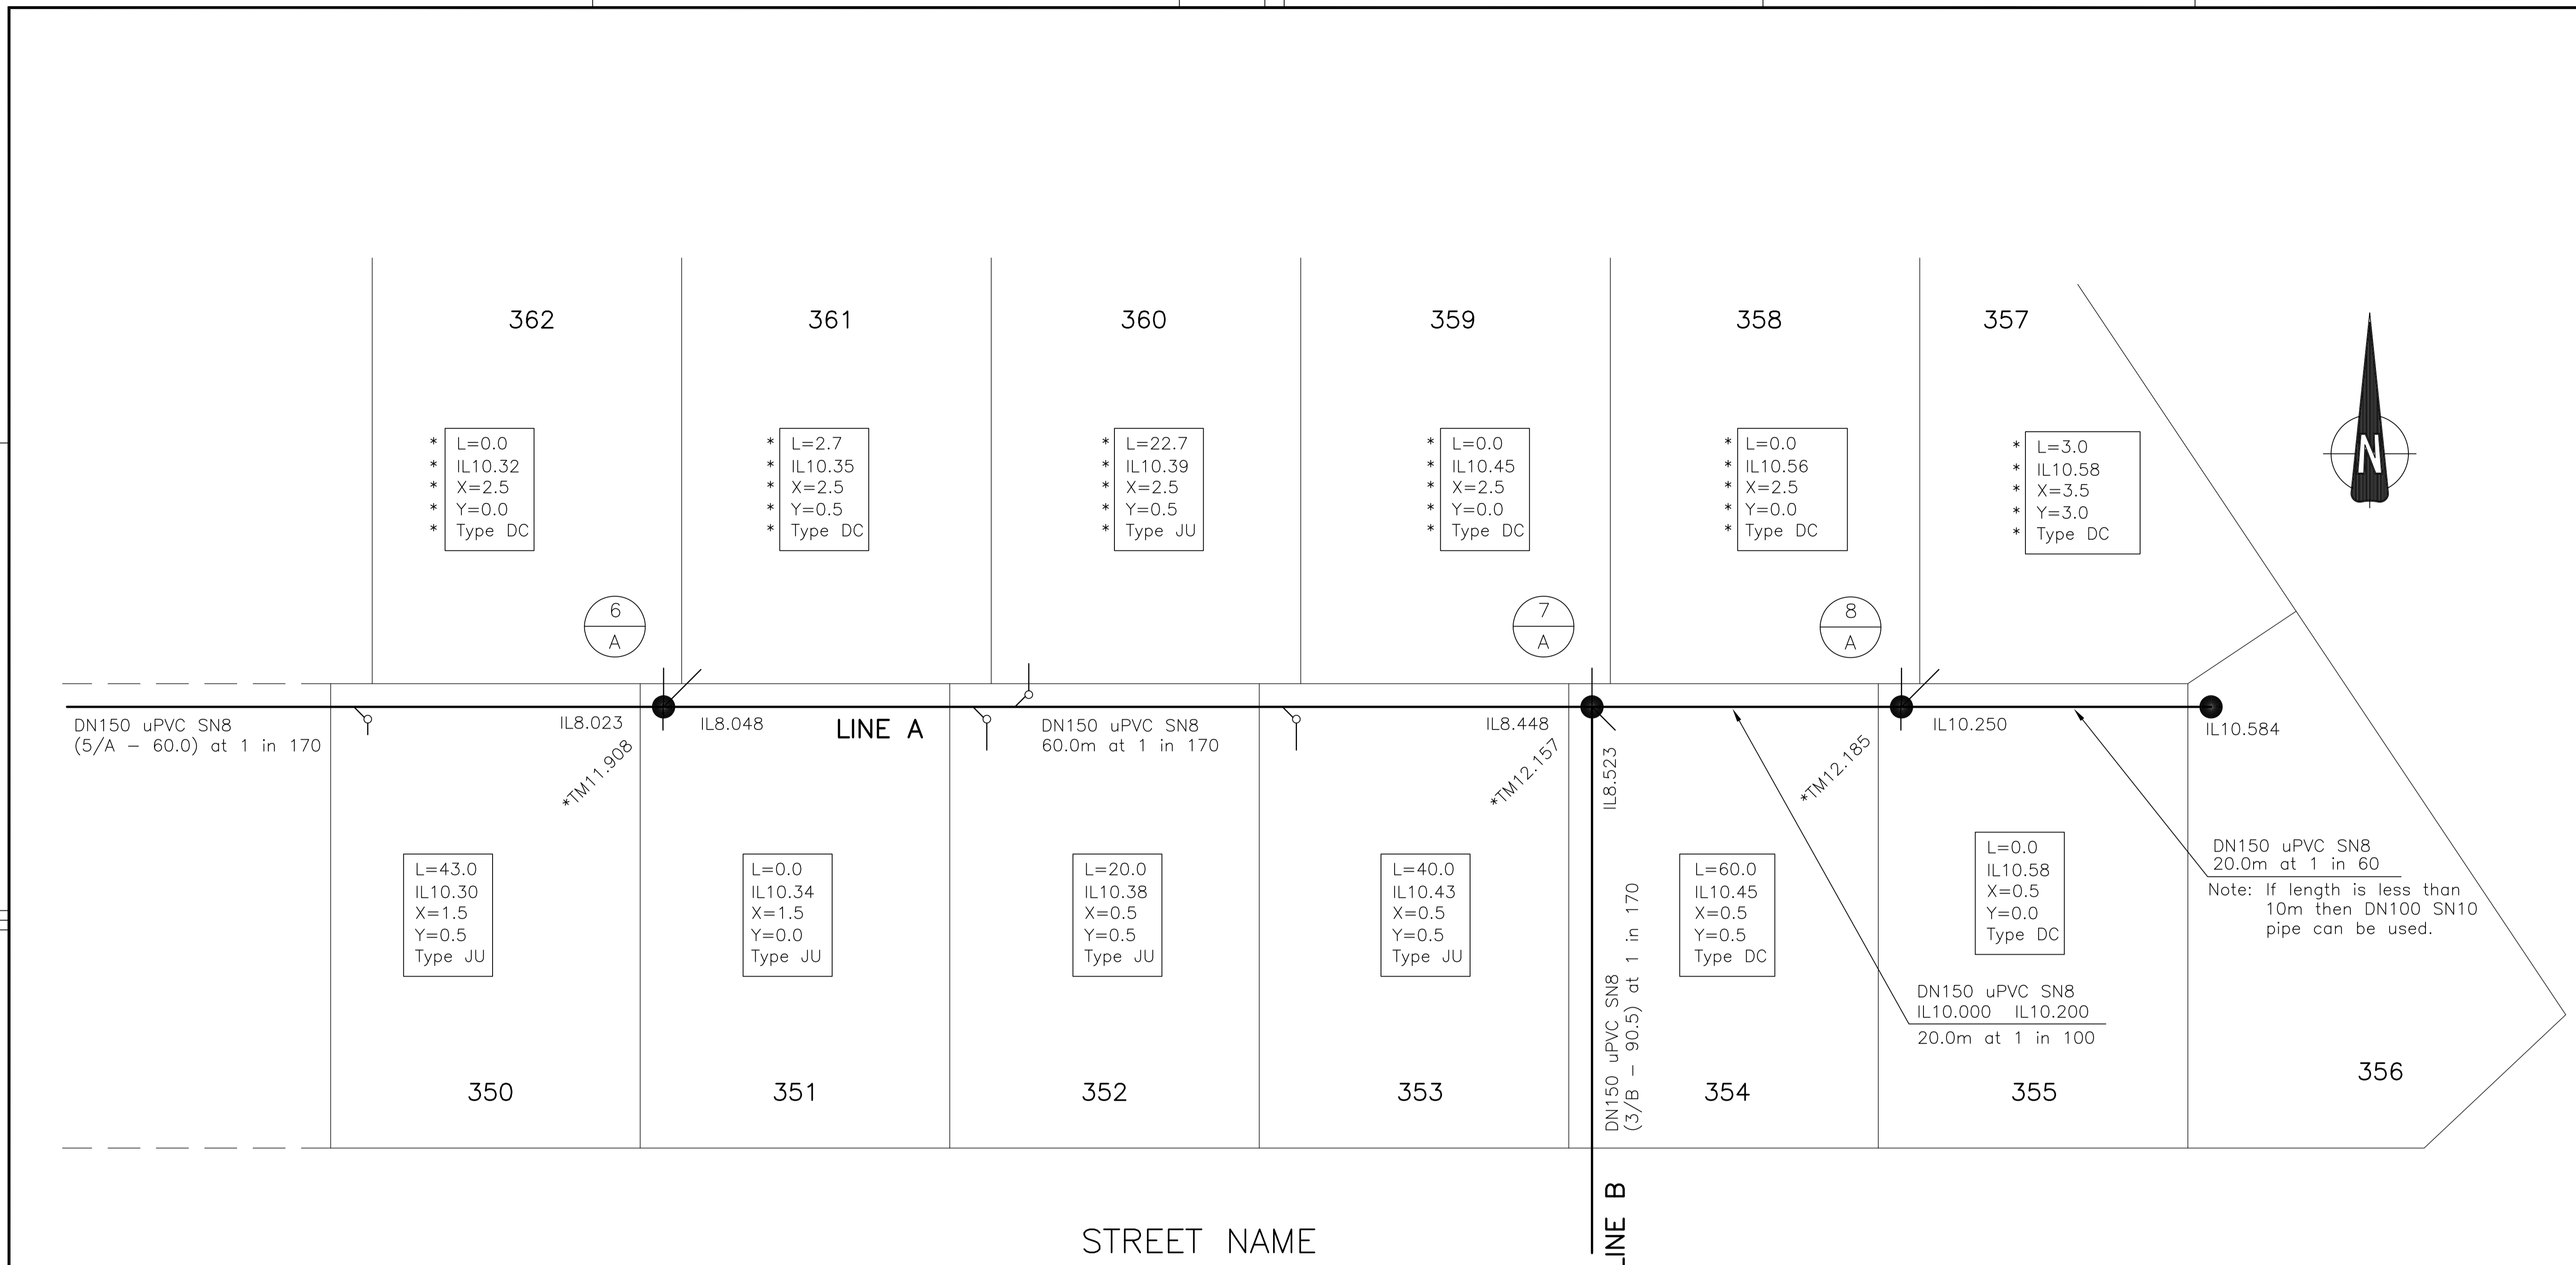 362
361
360
359
358
357
* L=0.0
* IL10.32
* X=2.5
* Y=0.0
* Type DC
* L=2.7
* IL10.35
* X=2.5
* Y=0.5
* Type DC
* L=22.7
* IL10.39
* X=2.5
* Y=0.5
* Type JU
* L=0.0
* IL10.45
* X=2.5
* Y=0.0
* Type DC
* L=0.0
* IL10.56
* X=2.5
* Y=0.0
* Type DC
* L=3.0
* IL10.58
* X=3.5
* Y=3.0
* Type DC
N
6
A
7
A
8
A
DN150 uPVC SN8
(5/A – 60.0) at 1 in 170
IL8.023
*TM11.908
IL8.048
LINE A
DN150 uPVC SN8
60.0m at 1 in 170
IL8.448
*TM12.157
IL8.523
*TM12.185
IL10.250
IL10.584
DN150 uPVC SN8
20.0m at 1 in 60
Note: If length is less than
10m then DN100 SN10
pipe can be used.
L=43.0
IL10.30
X=1.5
Y=0.5
Type JU
L=0.0
IL10.34
X=1.5
Y=0.0
Type JU
L=20.0
IL10.38
X=0.5
Y=0.5
Type JU
L=40.0
IL10.43
X=0.5
Y=0.5
Type JU
L=60.0
IL10.45
X=0.5
Y=0.5
Type DC
L=0.0
IL10.58
X=0.5
Y=0.0
Type DC
DN150 uPVC SN8
(3/B – 90.5) at 1 in 170
DN150 uPVC SN8
IL10.000 IL10.200
20.0m at 1 in 100
350
351
352
353
354
355
356
LINE B
STREET NAME